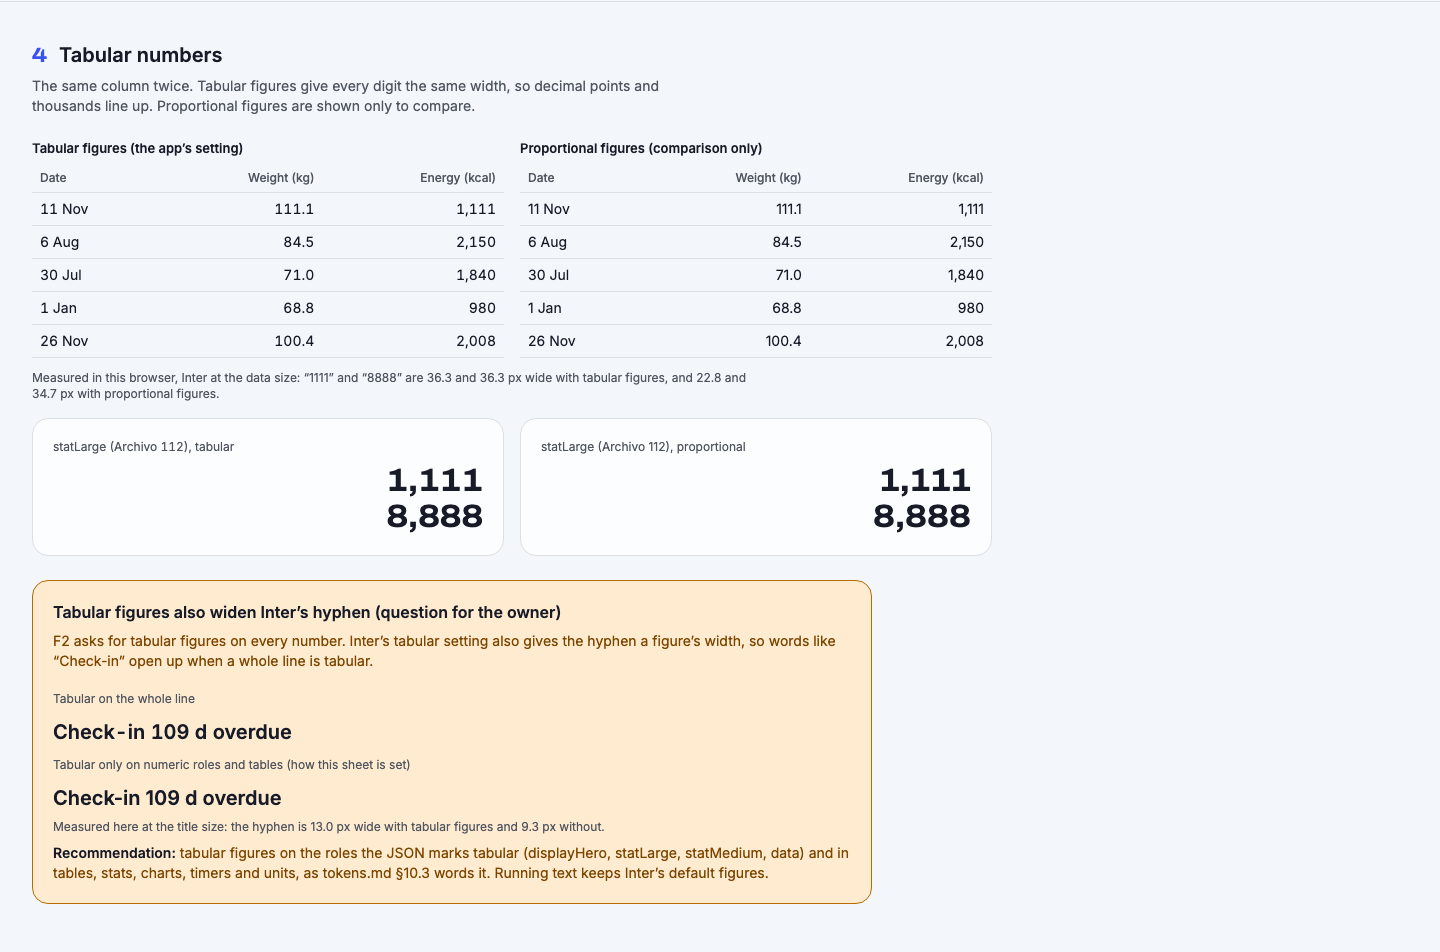 4 Tabular numbers
The same column twice. Tabular figures give every digit the same width, so decimal points and
thousands line up. Proportional figures are shown only to compare.
Tabular figures (the app’s setting)
Date Weight (kg) Energy (kcal)
11 Nov 111.1 1,111
6 Aug 84.5 2,150
30 Jul 71.0 1,840
1 Jan 68.8 980
26 Nov 100.4 2,008
Proportional figures (comparison only)
Date Weight (kg) Energy (kcal)
11 Nov 111.1 1,111
6 Aug 84.5 2,150
30 Jul 71.0 1,840
1 Jan 68.8 980
26 Nov 100.4 2,008
Measured in this browser, Inter at the data size: “1111” and “8888” are 36.3 and 36.3 px wide with tabular figures, and 22.8 and
34.7 px with proportional figures.
statLarge (Archivo 112), tabular
1,111
8,888
statLarge (Archivo 112), proportional
1,111
8,888
Tabular figures also widen Inter’s hyphen (question for the owner)
F2 asks for tabular figures on every number. Inter’s tabular setting also gives the hyphen a figure’s width, so words like
“Check-in” open up when a whole line is tabular.
Tabular on the whole line
Check-in 109 d overdue
Tabular only on numeric roles and tables (how this sheet is set)
Check-in 109 d overdue
Measured here at the title size: the hyphen is 13.0 px wide with tabular figures and 9.3 px without.
Recommendation: tabular figures on the roles the JSON marks tabular (displayHero, statLarge, statMedium, data) and in
tables, stats, charts, timers and units, as tokens.md §10.3 words it. Running text keeps Inter’s default figures.